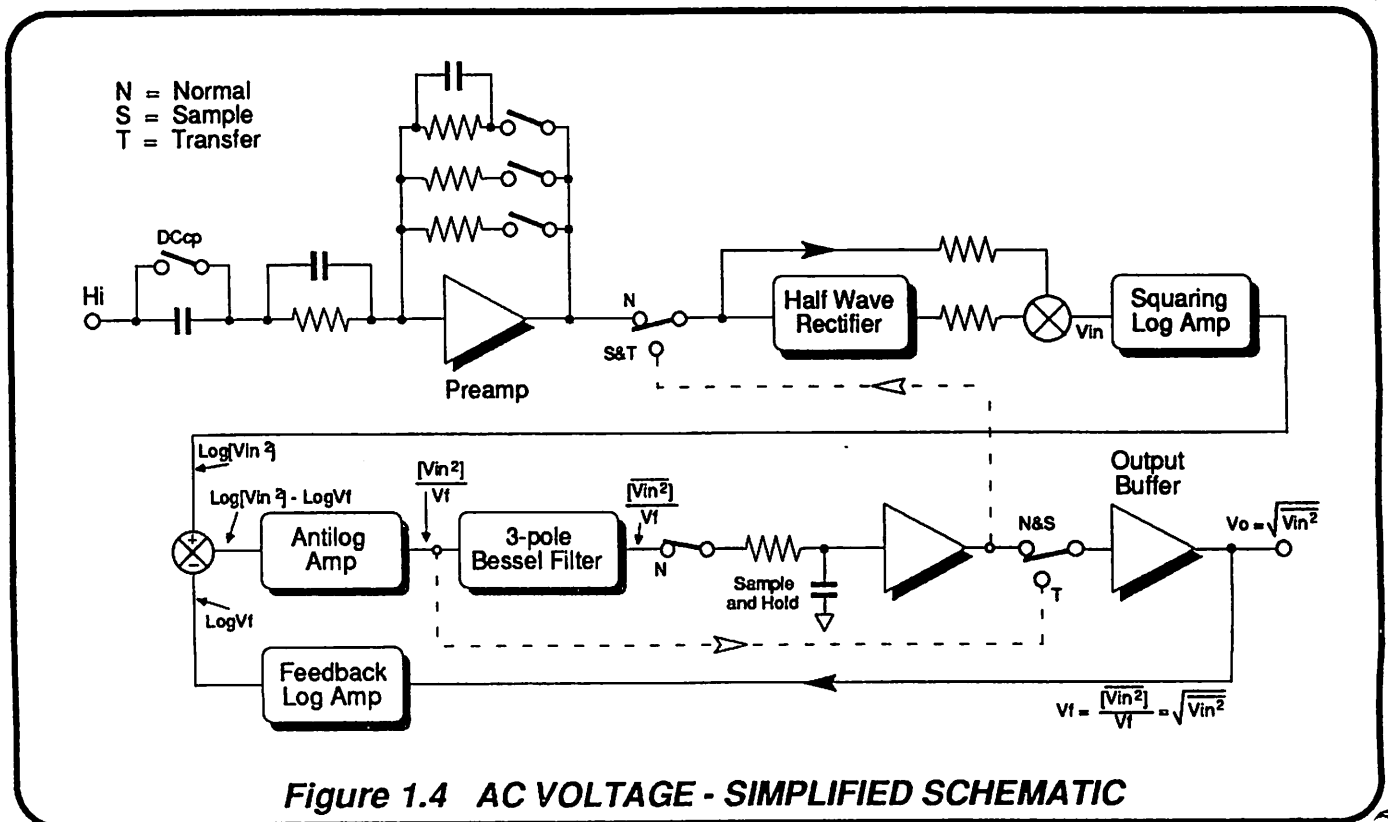 N = Normal
S = Sample
T = Transfer
DCcp
Hi
Preamp
N
S&T
Half Wave
Rectifier
Vin
Squaring
Log Amp
Log[Vin²]
Log[Vin²] - LogVf
[Vin²]
Vf
[Vin²]
Vf
Antilog
Amp
3-pole
Bessel Filter
N
Sample
and Hold
N&S
T
Output
Buffer
Vo = √Vin²
LogVf
Feedback
Log Amp
Vf = [Vin²] / Vf = √Vin²
Figure 1.4 AC VOLTAGE - SIMPLIFIED SCHEMATIC